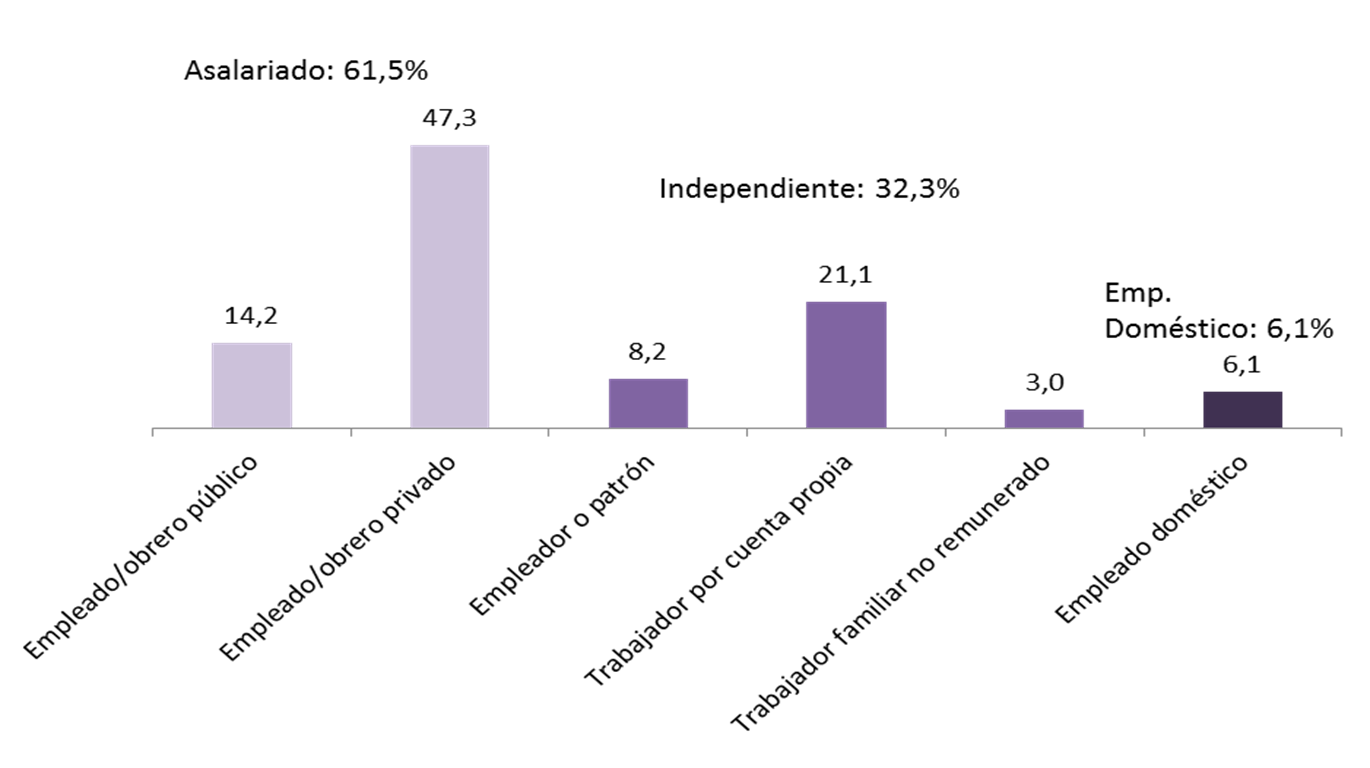 Asalariado: 61,5%
47,3
Independiente: 32,3%
21,1
Emp.
Doméstico: 6,1%
14,2
8,2
6,1
3,0
Empleado/obrero público
Empleado/obrero privado
Empleador o patrón
Trabajador por cuenta propia
Trabajador familiar no remunerado
Empleado doméstico